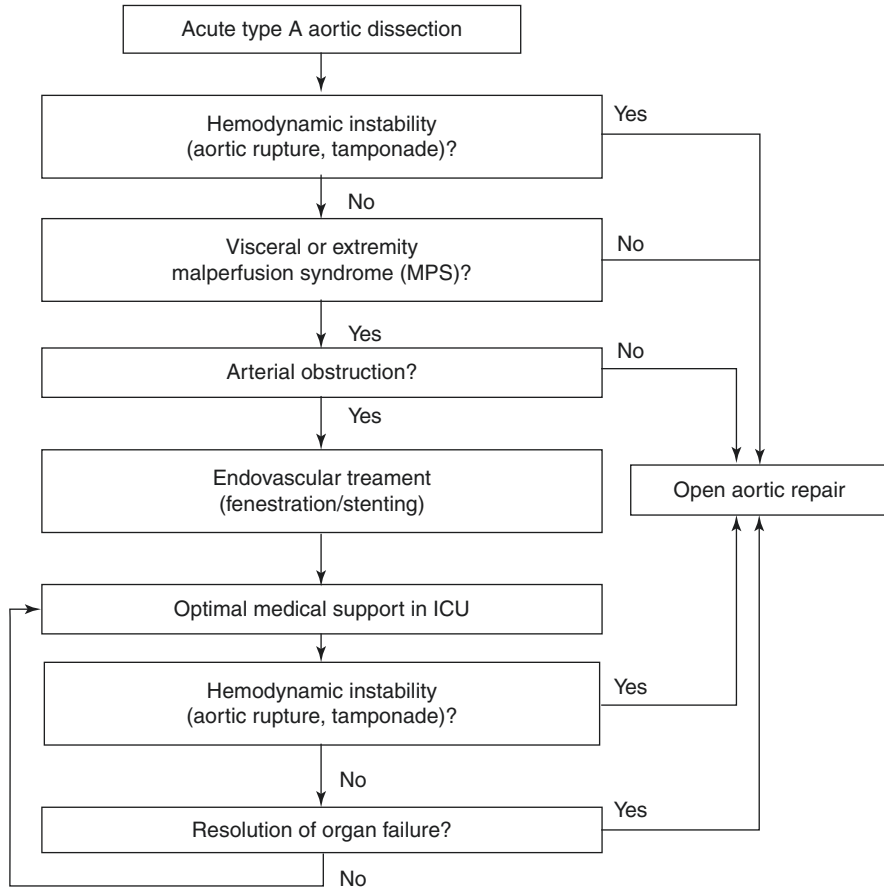 Acute type A aortic dissection
Hemodynamic instability
(aortic rupture, tamponade)?
Yes
No
Visceral or extremity
malperfusion syndrome (MPS)?
No
Yes
Arterial obstruction?
No
Yes
Endovascular treament
(fenestration/stenting)
Open aortic repair
Optimal medical support in ICU
Hemodynamic instability
(aortic rupture, tamponade)?
Yes
No
Resolution of organ failure?
Yes
No